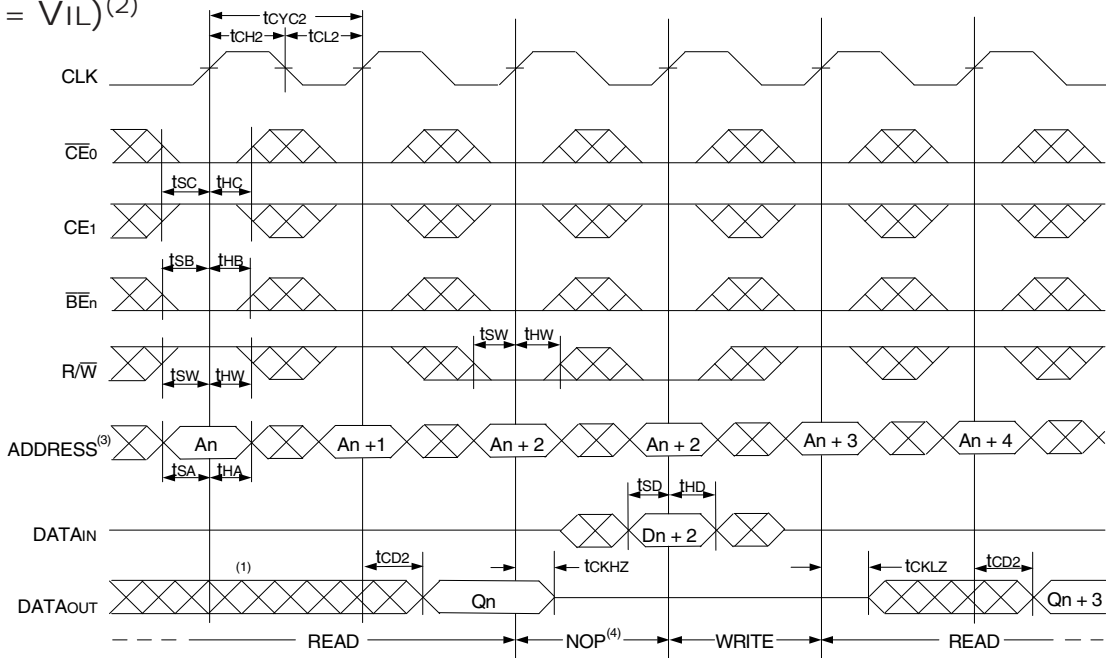 = VIL)(2)
tCYC2
tCH2 tCL2
CLK
CE0
tSC tHC
CE1
tSB tHB
BEn
tSW tHW
R/W
tSW tHW
ADDRESS(3) An An +1 An + 2 An + 2 An + 3 An + 4
tSA tHA
tSD tHD
DATAIN Dn + 2
tCD2 tCKHZ tCKLZ tCD2
(1)
DATAOUT Qn Qn + 3
READ NOP(4) WRITE READ